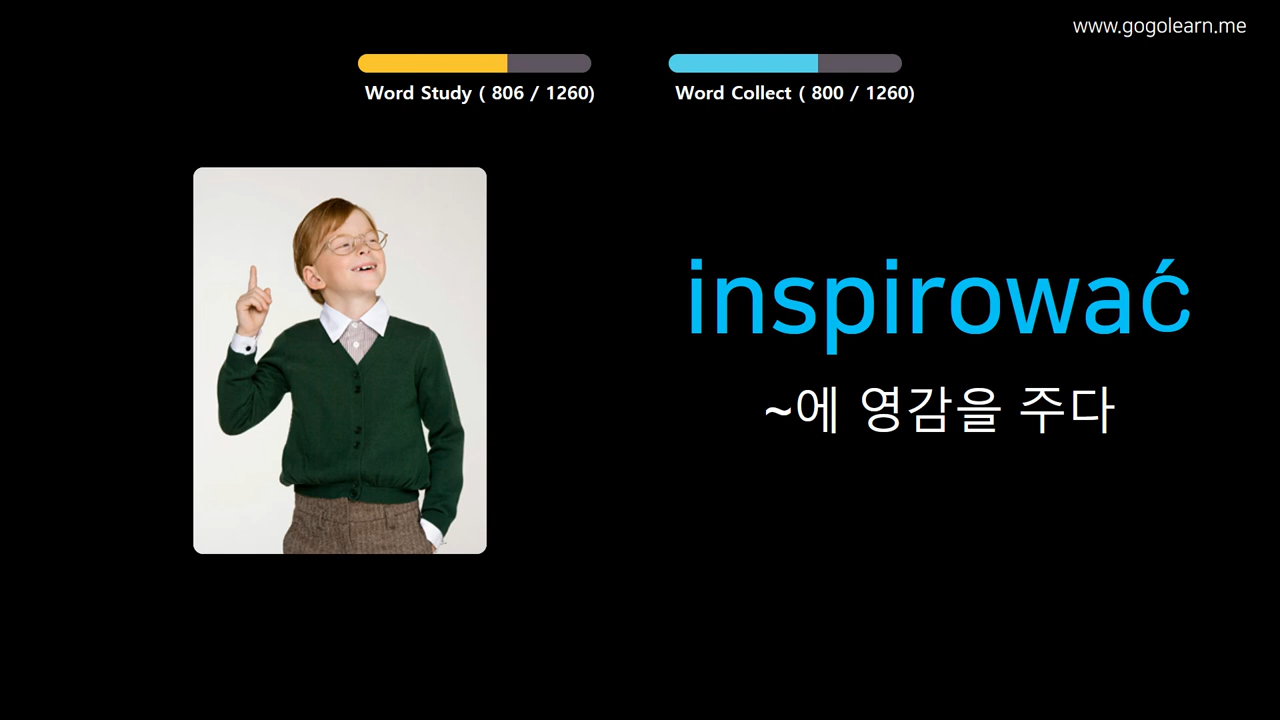 www.gogolearn.me
Word Study ( 806 / 1260)
Word Collect ( 800 / 1260)
inspirować
~에 영감을 주다